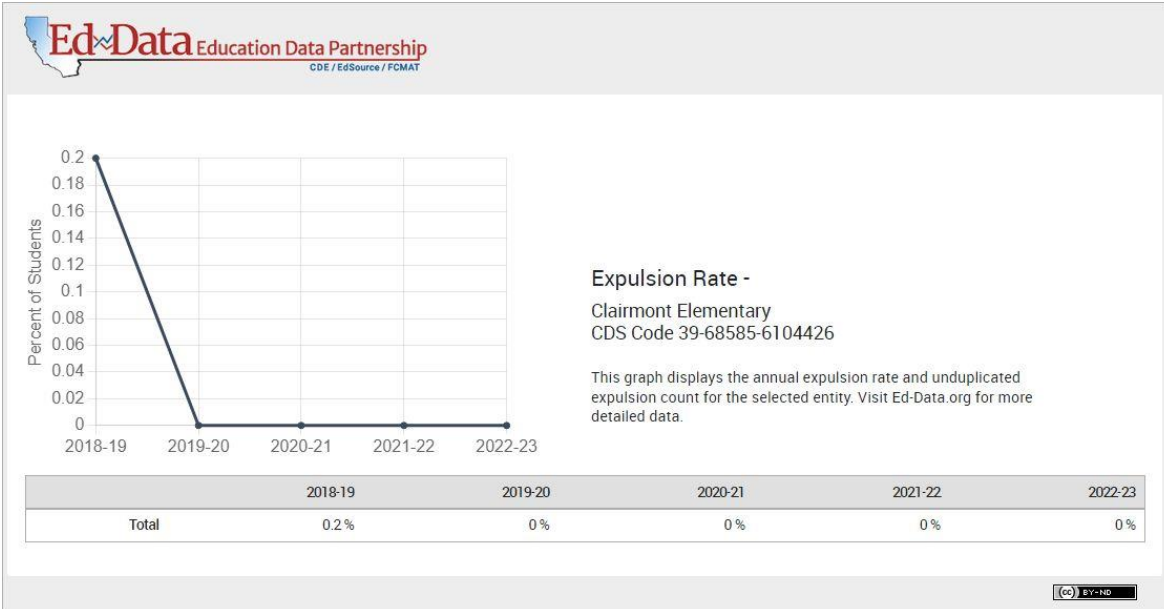 Ed Data Education Data Partnership
CDE / EdSource / FCMAT
Percent of Students
0.2
0.18
0.16
0.14
0.12
0.1
0.08
0.06
0.04
0.02
0
2018-19 2019-20 2020-21 2021-22 2022-23
Expulsion Rate -
Clairmont Elementary
CDS Code 39-68585-6104426
This graph displays the annual expulsion rate and unduplicated
expulsion count for the selected entity. Visit Ed-Data.org for more
detailed data.
2018-19 2019-20 2020-21 2021-22 2022-23
Total 0.2 % 0 % 0 % 0 % 0 %
(cc) BY-ND